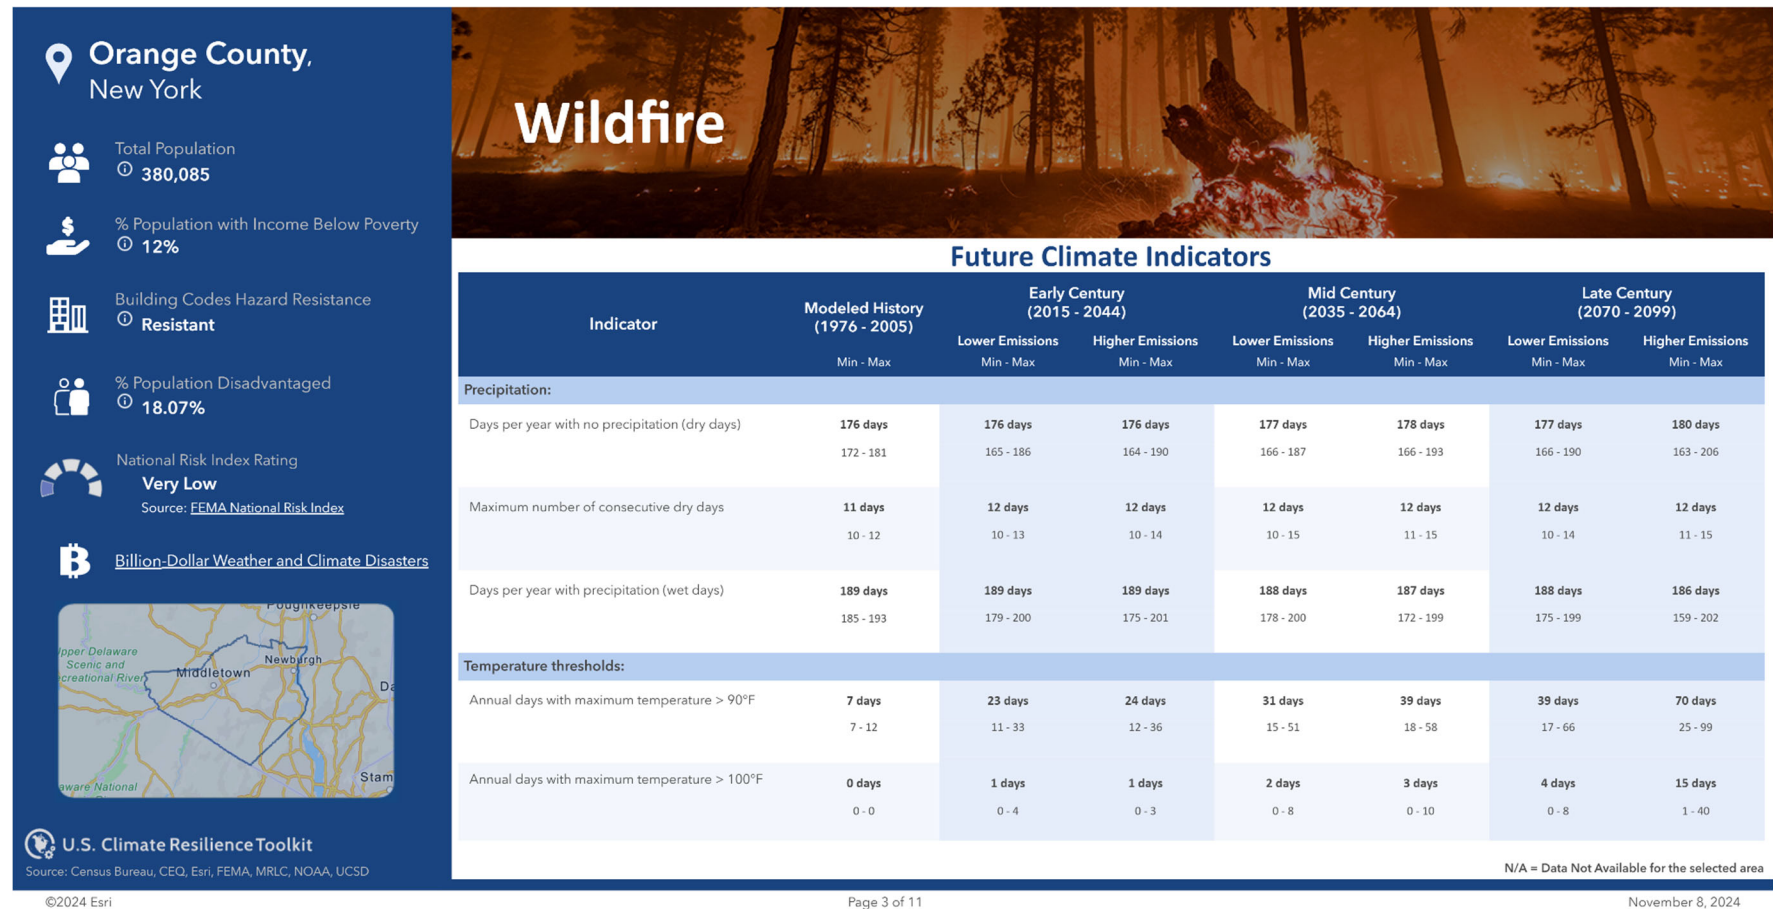 Orange County,
New York
Total Population
380,085
% Population with Income Below Poverty
12%
Building Codes Hazard Resistance
Resistant
% Population Disadvantaged
18.07%
National Risk Index Rating
Very Low
Source: FEMA National Risk Index
Billion-Dollar Weather and Climate Disasters
Poughkeepsie
Scenic and
Newburgh
Middletown
U.S. Climate Resilience Toolkit
Source: Census Bureau, CEQ, Esri, FEMA, MRLC, NOAA, UCSD
Wildfire
Future Climate Indicators
Indicator
Modeled History
(1976 - 2005)
Min - Max
Early Century
(2015 - 2044)
Mid Century
(2035 - 2064)
Late Century
(2070 - 2099)
Lower Emissions Higher Emissions Lower Emissions Higher Emissions Lower Emissions Higher Emissions
Min - Max Min - Max Min - Max Min - Max Min - Max Min - Max
Precipitation:
Days per year with no precipitation (dry days) 176 days 176 days 176 days 177 days 178 days 177 days 180 days
172 - 181 165 - 186 164 - 190 166 - 187 166 - 193 166 - 190 163 - 206
Maximum number of consecutive dry days 11 days 12 days 12 days 12 days 12 days 12 days 12 days
10 - 12 10 - 13 10 - 14 10 - 15 11 - 15 10 - 14 11 - 15
Days per year with precipitation (wet days) 189 days 189 days 189 days 188 days 187 days 188 days 186 days
185 - 193 179 - 200 175 - 201 178 - 200 172 - 199 175 - 199 159 - 202
Temperature thresholds:
Annual days with maximum temperature > 90°F 7 days 23 days 24 days 31 days 39 days 39 days 70 days
7 - 12 11 - 33 12 - 36 15 - 51 18 - 58 17 - 66 25 - 99
Annual days with maximum temperature > 100°F 0 days 1 days 1 days 2 days 3 days 4 days 15 days
0 - 0 0 - 4 0 - 3 0 - 8 0 - 10 0 - 8 1 - 40
N/A = Data Not Available for the selected area
©2024 Esri
Page 3 of 11
November 8, 2024